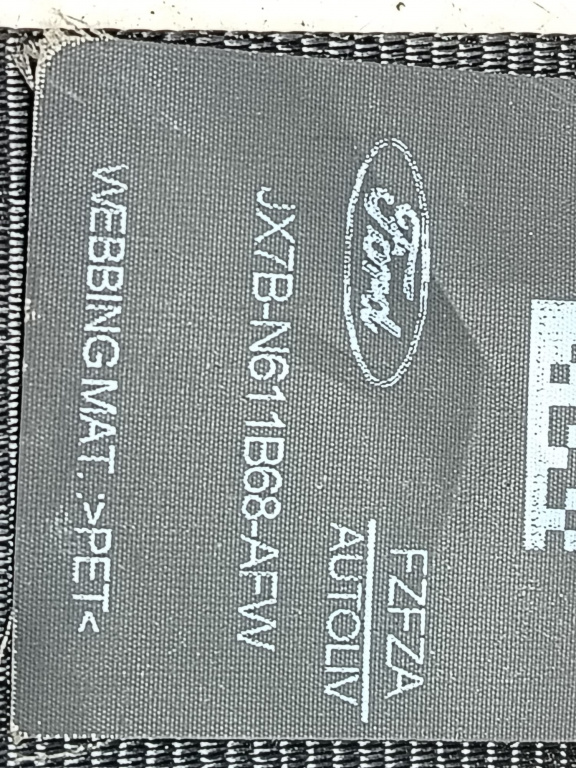 Ford
FZFZA
AUTOLIV
JX7B-N611B68-AFW
WEBBING MAT.:>PET<